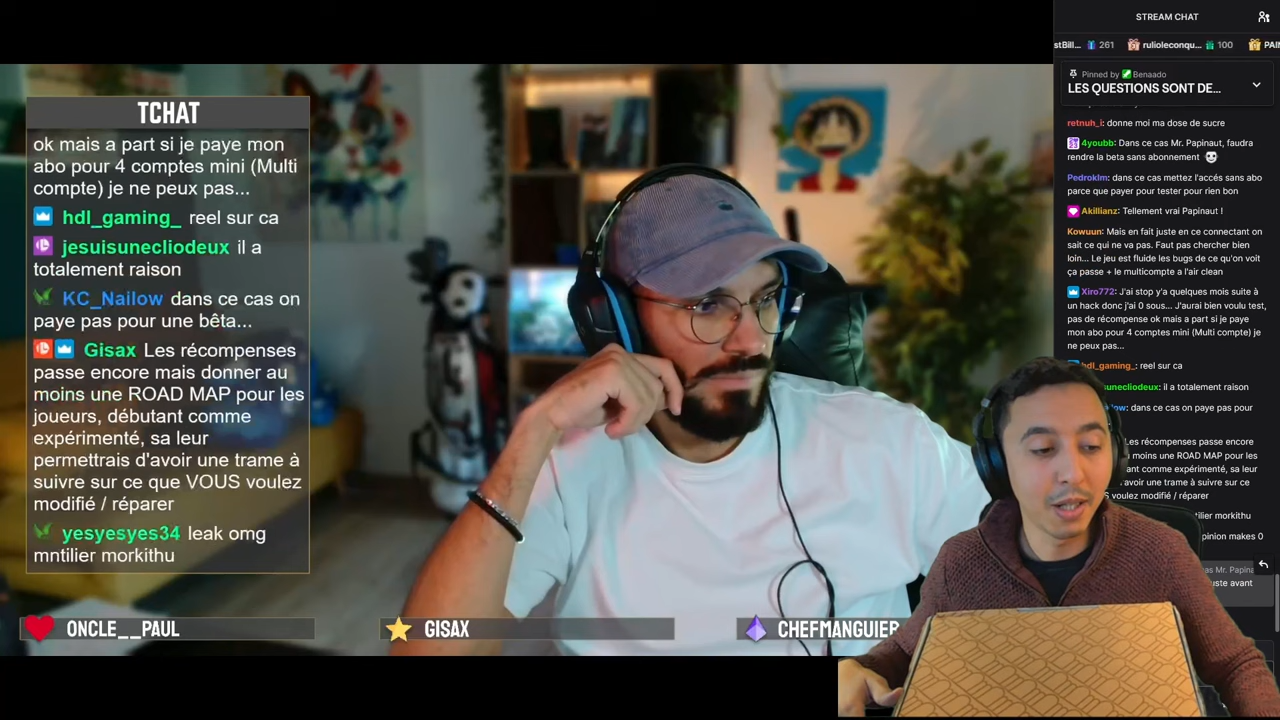 TCHAT
ok mais a part si je paye mon
abo pour 4 comptes mini (Multi
compte) je ne peux pas...
hdl_gaming_ reel sur ca
jesuisunecliodeux il a
totalement raison
KC_Nailow dans ce cas on
paye pas pour une bêta...
Gisax Les récompenses
passe encore mais donner au
moins une ROAD MAP pour les
joueurs, débutant comme
expérimenté, sa leur
permettrais d'avoir une trame à
suivre sur ce que VOUS voulez
modifié / réparer
yesyesyes34 leak omg
mntilier morkithu
ONCLE__PAUL
GISAX
CHEFMANGUIER
STREAM CHAT
stBill... 261 rulioleconqu... 100 PAI
Pinned by Benaado
LES QUESTIONS SONT DE...
retnuh_i: donne moi ma dose de sucre
4youbb: Dans ce cas Mr. Papinaut, faudra
rendre la beta sans abonnement
Pedroklm: dans ce cas mettez l'accés sans abo
parce que payer pour tester pour rien bon
Akillianz: Tellement vrai Papinaut !
Kowuun: Mais en fait juste en ce connectant on
sait ce qui ne va pas. Faut pas chercher bien
loin... Le jeu est fluide les bugs de ce qu'on voit
ça passe + le multicompte a l'air clean
Xiro772: J'ai stop y'a quelques mois suite à
un hack donc j'ai 0 sous... J'aurai bien voulu test,
pas de récompense ok mais a part si je paye
mon abo pour 4 comptes mini (Multi compte) je
ne peux pas...
hdl_gaming_: reel sur ca
sunecliodeux: il a totalement raison
ow: dans ce cas on paye pas pour
Les récompenses passe encore
moins une ROAD MAP pour les
ant comme expérimenté, sa leur
avoir une trame à suivre sur ce
S voulez modifié / réparer
tilier morkithu
pinion makes 0
as Mr. Papina
uste avant